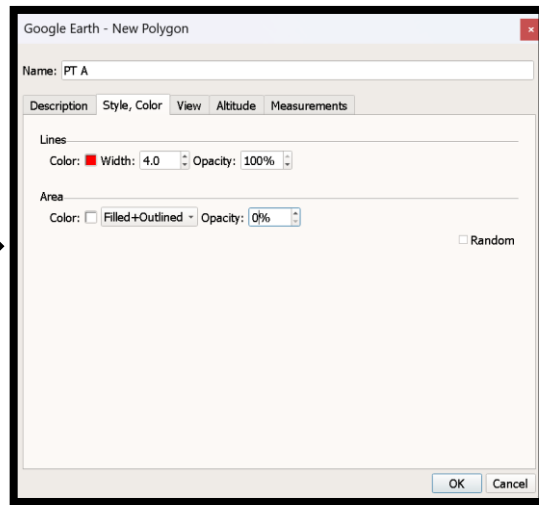 Google Earth - New Polygon
Name: PT A
Description Style, Color View Altitude Measurements
Lines
Color: Width: 4.0 Opacity: 100%
Area
Color: Filled+Outlined Opacity: 0%
Random
OK Cancel